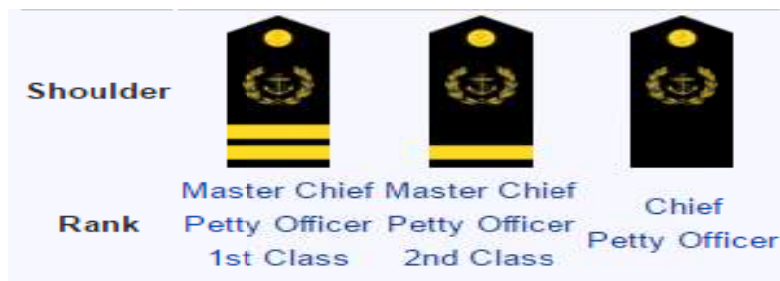 Shoulder
Rank
Master Chief
Petty Officer
1st Class
Master Chief
Petty Officer
2nd Class
Chief
Petty Officer